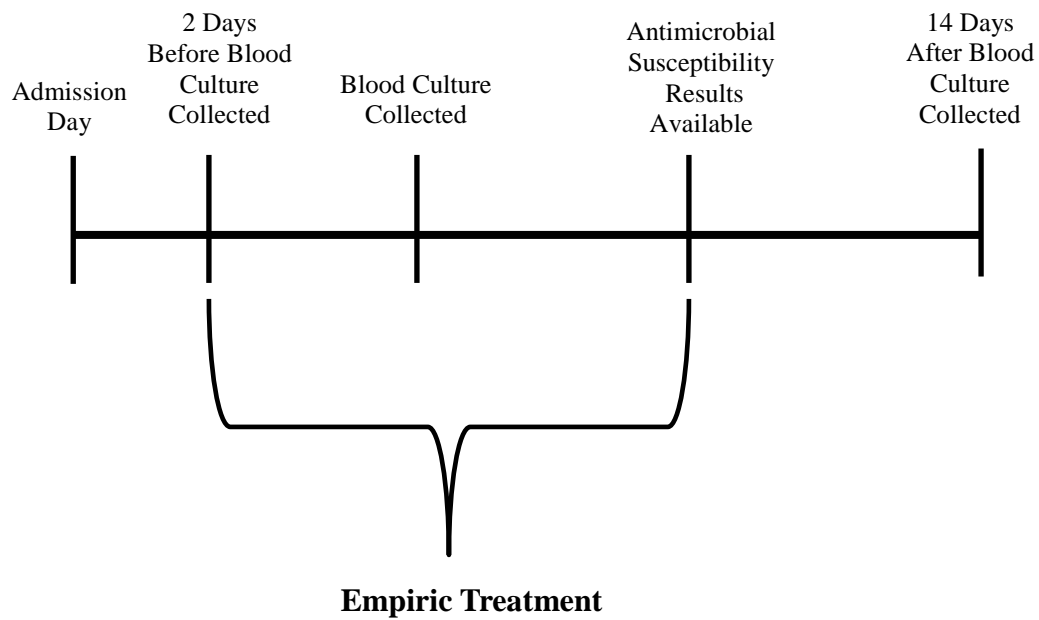 Admission
Day
2 Days
Before Blood
Culture
Collected
Blood Culture
Collected
Antimicrobial
Susceptibility
Results
Available
14 Days
After Blood
Culture
Collected
Empiric Treatment